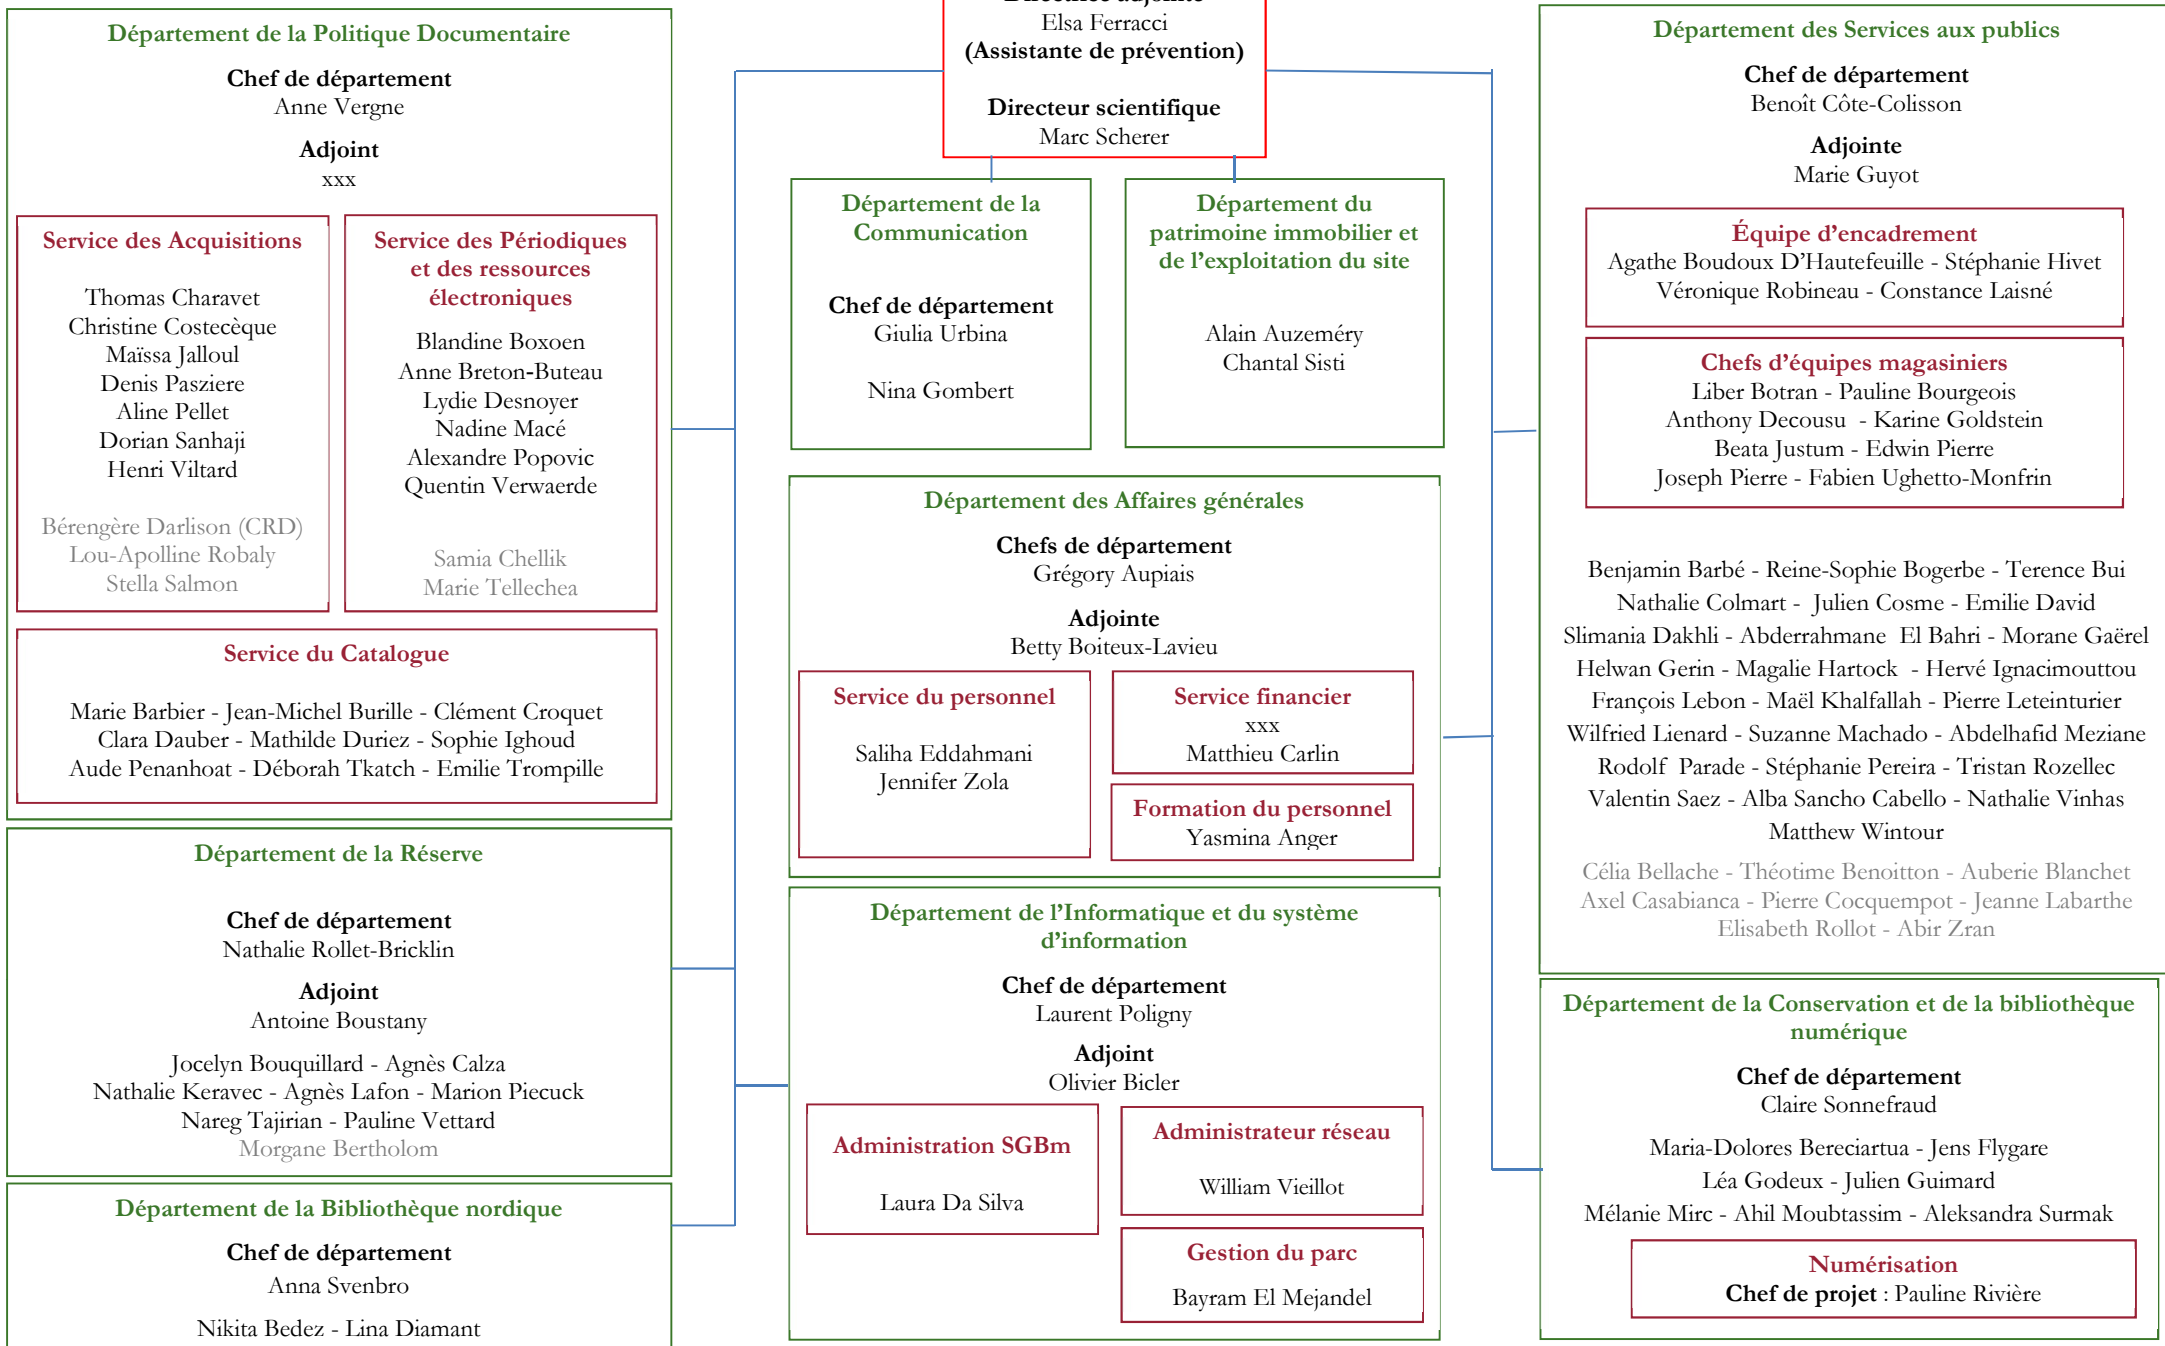 Département de la Politique Documentaire
Chef de département
Anne Vergne
Adjoint
xxx
Service des Acquisitions
Thomas Charavet
Christine Costecèque
Maïssa Jalloul
Denis Pasziere
Aline Pellet
Dorian Sanhaji
Henri Viltard
Bérengère Darlison (CRD)
Lou-Apolline Robaly
Stella Salmon
Service des Périodiques
et des ressources
électroniques
Blandine Boxoen
Anne Breton-Buteau
Lydie Desnoyer
Nadine Macé
Alexandre Popovic
Quentin Verwaerde
Samia Chellik
Marie Tellechea
Service du Catalogue
Marie Barbier - Jean-Michel Burille - Clément Croquet
Clara Dauber - Mathilde Duriez - Sophie Ighoud
Aude Penanhoat - Déborah Tkatch - Emilie Trompille
Département de la Réserve
Chef de département
Nathalie Rollet-Bricklin
Adjoint
Antoine Boustany
Jocelyn Bouquillard - Agnès Calza
Nathalie Keravec - Agnès Lafon - Marion Piecuck
Nareg Tajirian - Pauline Vettard
Morgane Bertholom
Département de la Bibliothèque nordique
Chef de département
Anna Svenbro
Nikita Bedez - Lina Diamant
Directrice adjointe
Elsa Ferracci
(Assistante de prévention)
Directeur scientifique
Marc Scherer
Département de la
Communication
Chef de département
Giulia Urbina
Nina Gombert
Département du
patrimoine immobilier et
de l'exploitation du site
Alain Auzeméry
Chantal Sisti
Département des Affaires générales
Chefs de département
Grégory Aupiais
Adjointe
Betty Boiteux-Lavieu
Service du personnel
Saliha Eddahmani
Jennifer Zola
Service financier
xxx
Matthieu Carlin
Formation du personnel
Yasmina Anger
Département de l'Informatique et du système
d'information
Chef de département
Laurent Poligny
Adjoint
Olivier Bicler
Administration SGBm
Laura Da Silva
Administrateur réseau
William Vieillot
Gestion du parc
Bayram El Mejandel
Département des Services aux publics
Chef de département
Benoît Côte-Colisson
Adjointe
Marie Guyot
Équipe d'encadrement
Agathe Boudoux D'Hautefeuille - Stéphanie Hivet
Véronique Robineau - Constance Laisné
Chefs d'équipes magasiniers
Liber Botran - Pauline Bourgeois
Anthony Decousu - Karine Goldstein
Beata Justum - Edwin Pierre
Joseph Pierre - Fabien Ughetto-Monfrin
Benjamin Barbé - Reine-Sophie Bogerbe - Terence Bui
Nathalie Colmart - Julien Cosme - Emilie David
Slimania Dakhli - Abderrahmane El Bahri - Morane Gaërel
Helwan Gerin - Magalie Hartock - Hervé Ignacimouttou
François Lebon - Maël Khalfallah - Pierre Leteinturier
Wilfried Lienard - Suzanne Machado - Abdelhafid Meziane
Rodolf Parade - Stéphanie Pereira - Tristan Rozellec
Valentin Saez - Alba Sancho Cabello - Nathalie Vinhas
Matthew Wintour
Célia Bellache - Théotime Benoitton - Auberie Blanchet
Axel Casabianca - Pierre Cocquempot - Jeanne Labarthe
Elisabeth Rollot - Abir Zran
Département de la Conservation et de la bibliothèque
numérique
Chef de département
Claire Sonnefraud
Maria-Dolores Bereciartua - Jens Flygare
Léa Godeux - Julien Guimard
Mélanie Mirc - Ahil Moubtassim - Aleksandra Surmak
Numérisation
Chef de projet : Pauline Rivière